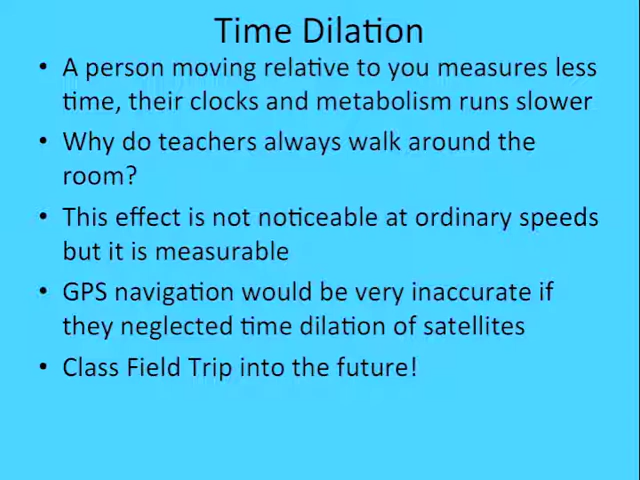 Time Dilation
• A person moving relative to you measures less
time, their clocks and metabolism runs slower
• Why do teachers always walk around the
room?
• This effect is not noticeable at ordinary speeds
but it is measurable
• GPS navigation would be very inaccurate if
they neglected time dilation of satellites
• Class Field Trip into the future!